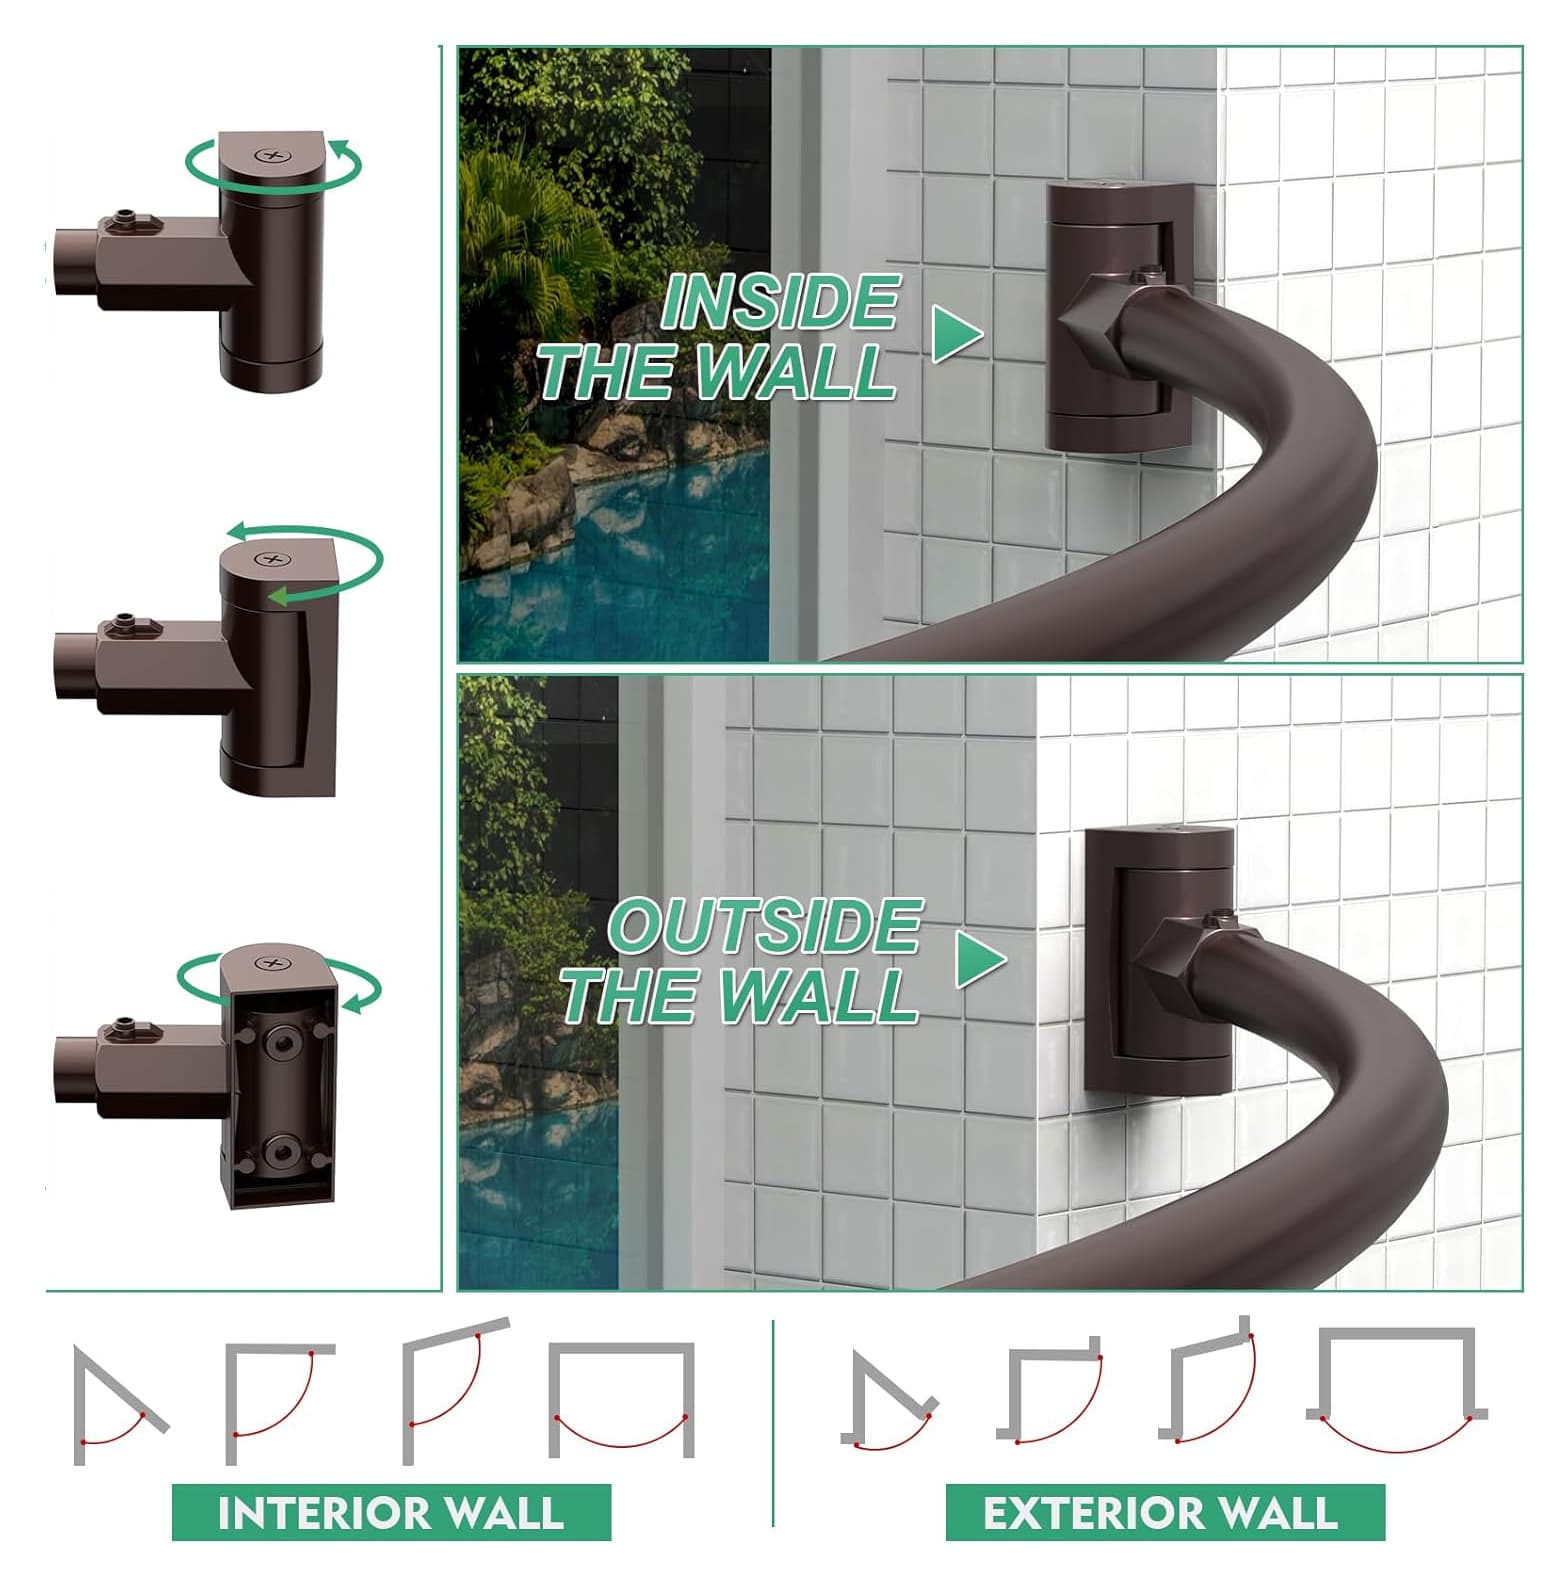 INSIDE
THE WALL
OUTSIDE
THE WALL
INTERIOR WALL
EXTERIOR WALL